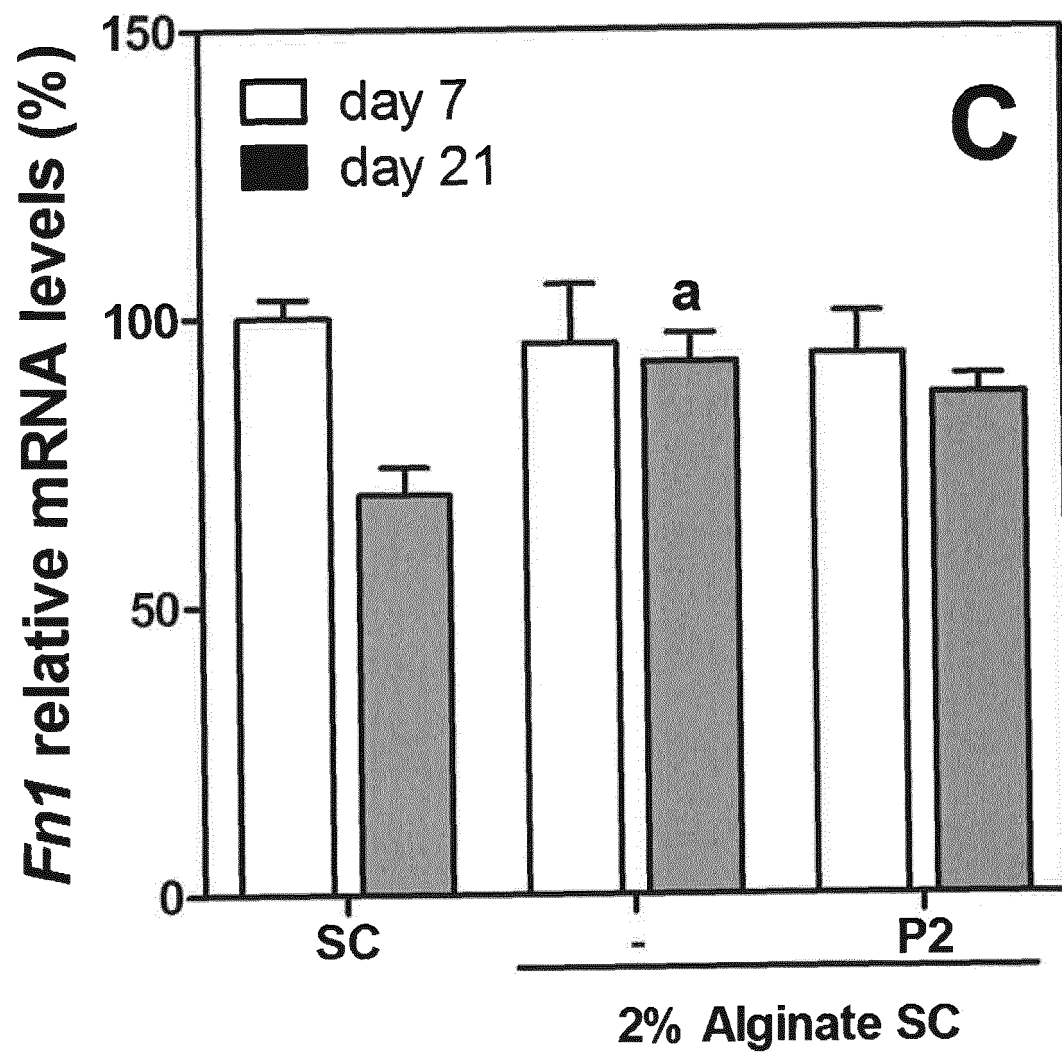 Fn1 relative mRNA levels (%)
150
100
50
0
day 7
day 21
C
a
SC
-
P2
2% Alginate SC